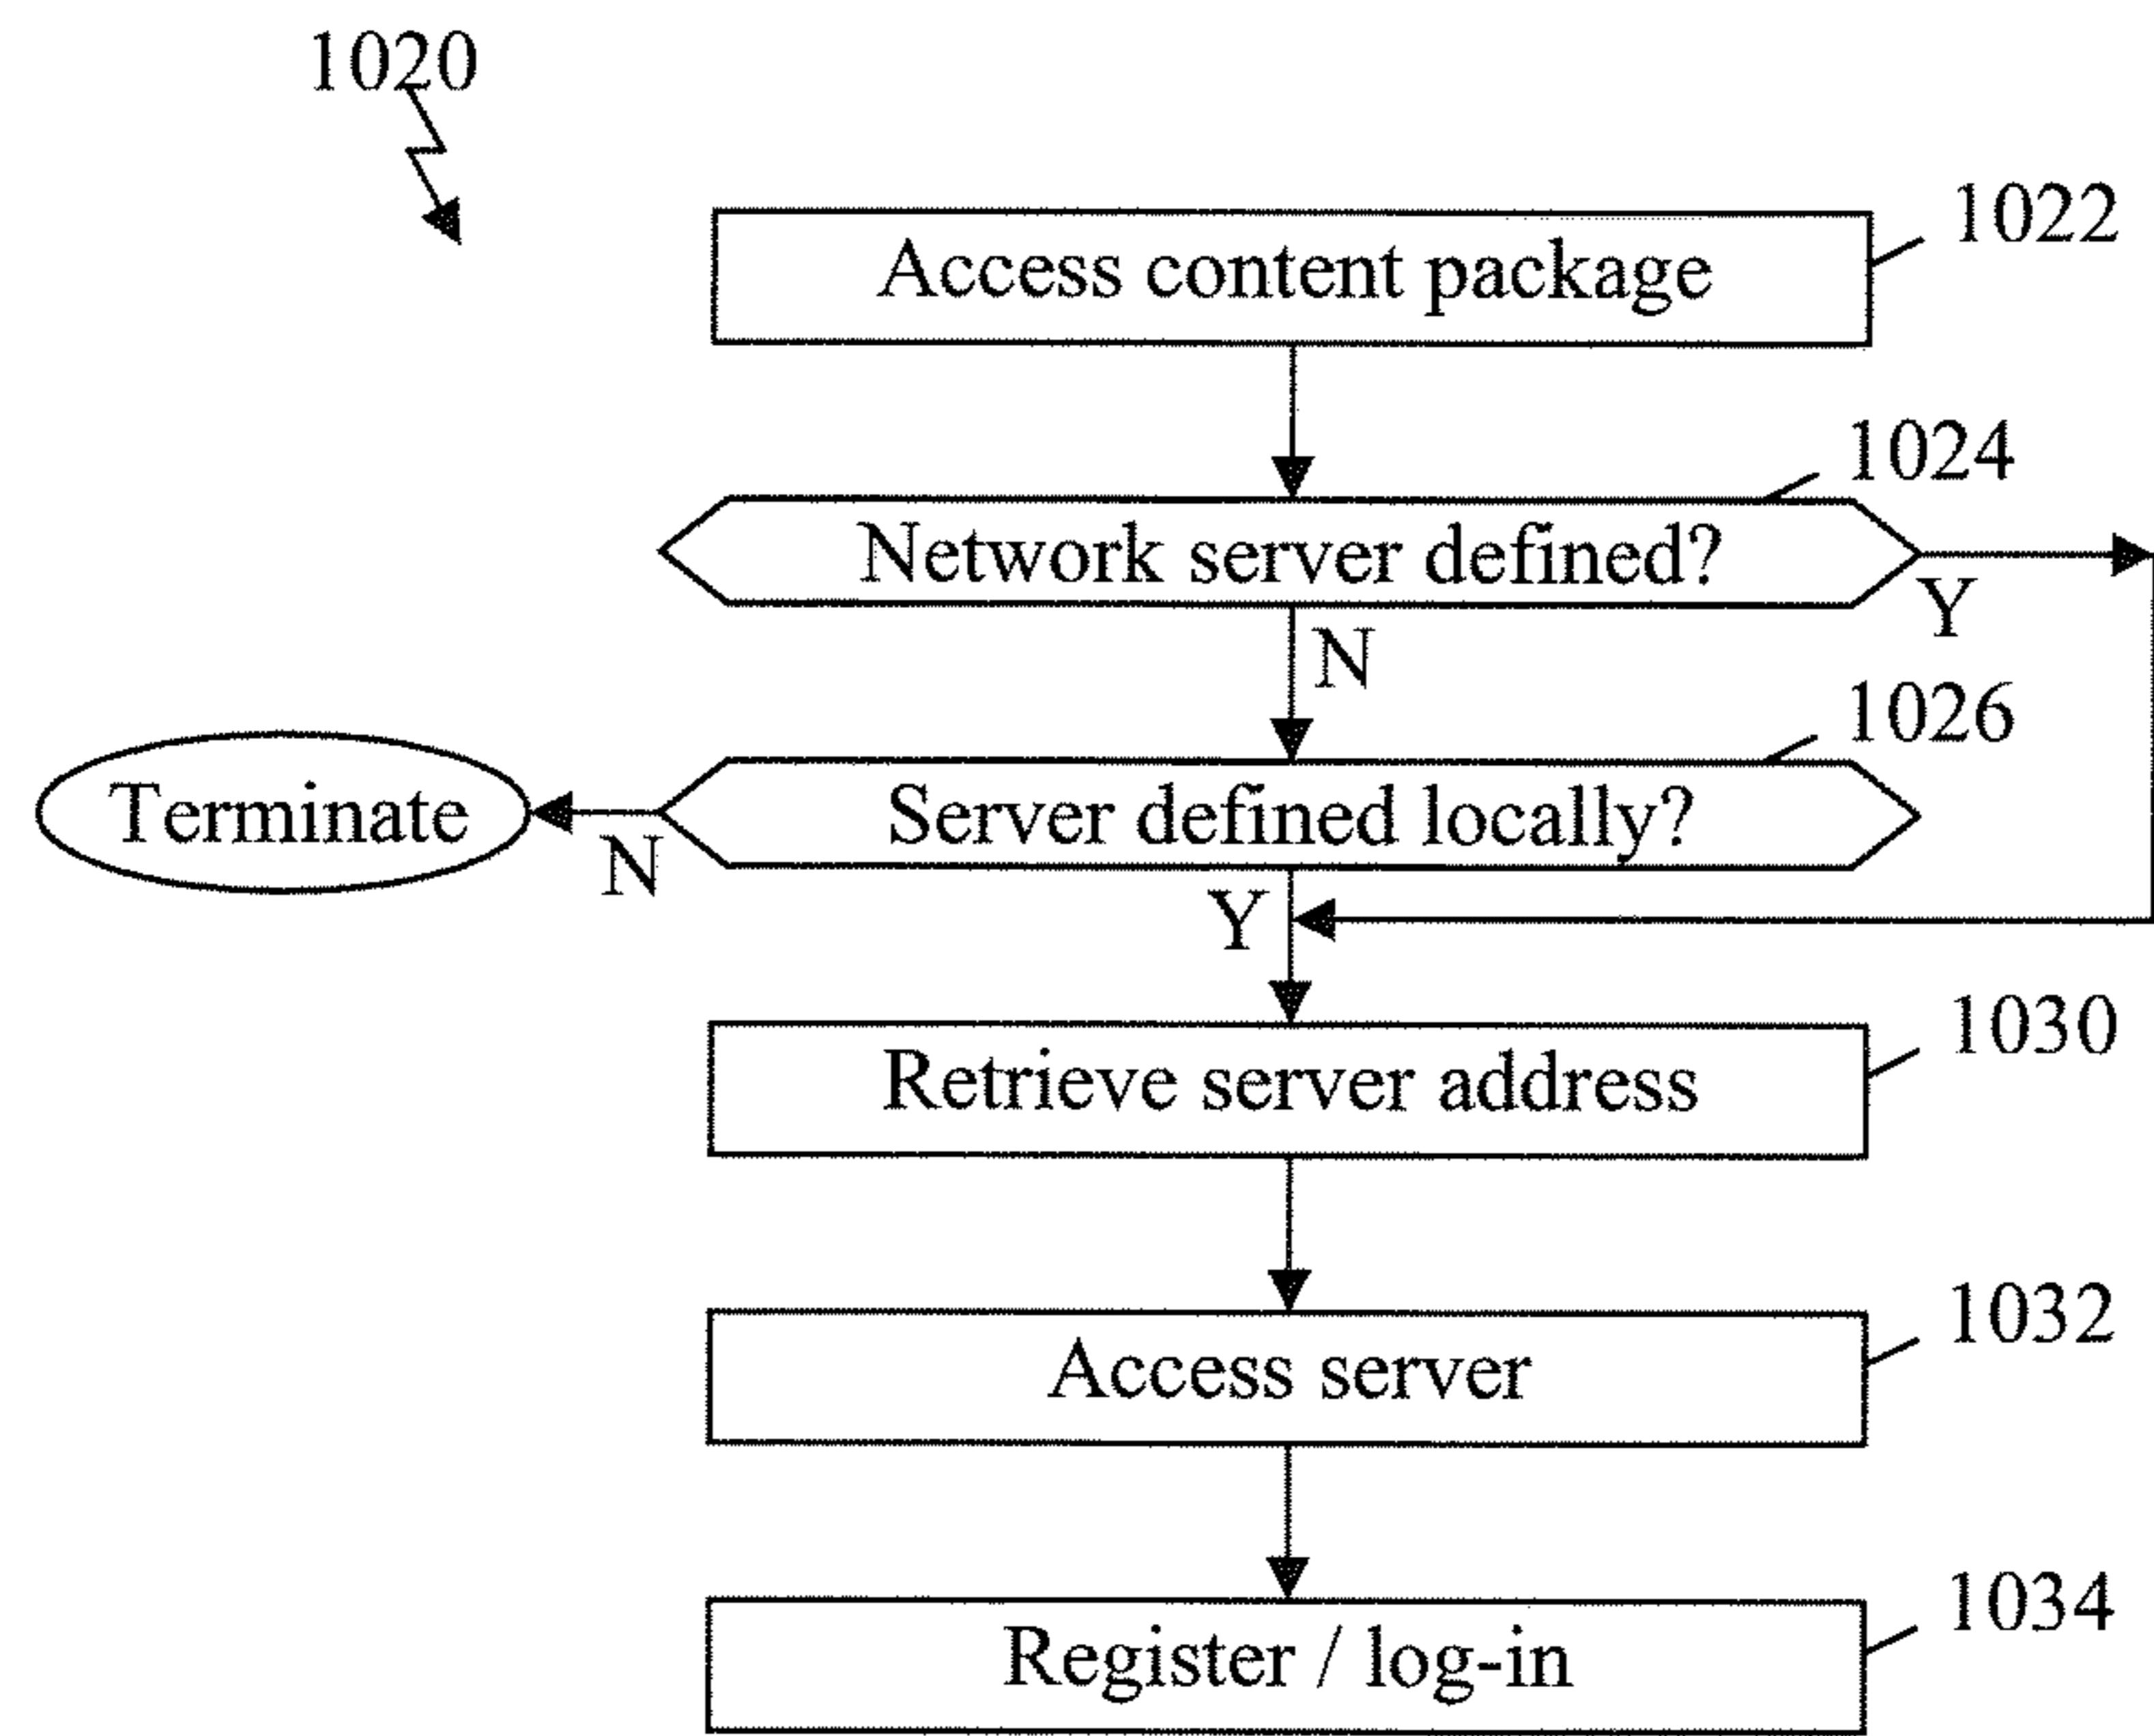 1020
1022
Access content package
1024
Network server defined?
Y
N
1026
Server defined locally?
Terminate
N
Y
1030
Retrieve server address
1032
Access server
1034
Register / log-in